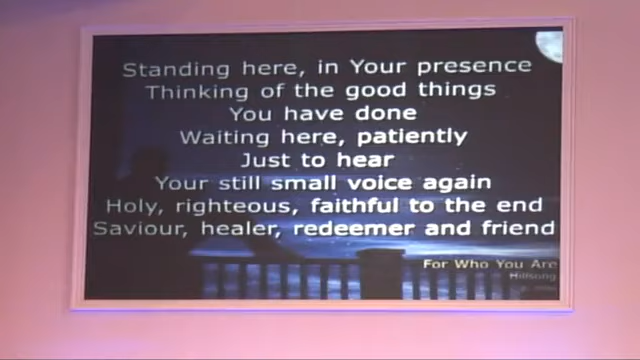 Standing here, in Your presence
Thinking of the good things
You have done
Waiting here, patiently
Just to hear
Your still small voice again
Holy, righteous, faithful to the end
Saviour, healer, redeemer and friend
For Who You Are
Hillsong